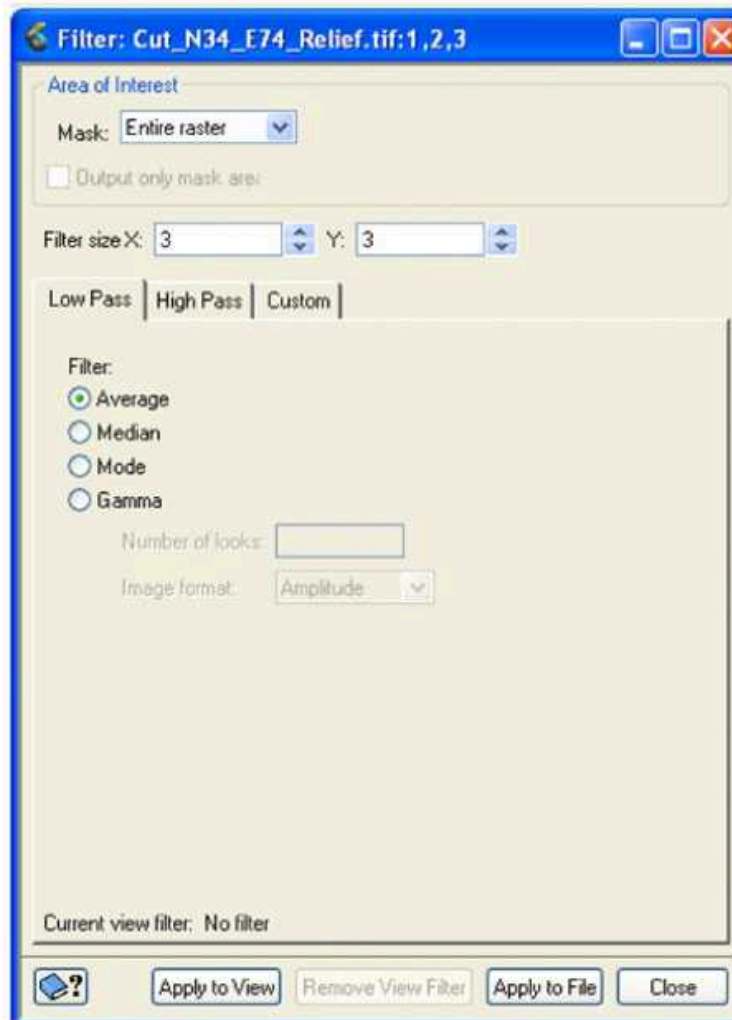 Filter: Cut_N34_E74_Relief.tif:1,2,3
Area of Interest
Mask: Entire raster
Output only mask area
Filter size X: 3 Y: 3
Low Pass High Pass Custom
Filter:
Average
Median
Mode
Gamma
Number of looks:
Image format: Amplitude
Current view filter: No filter
? Apply to View Remove View Filter Apply to File Close